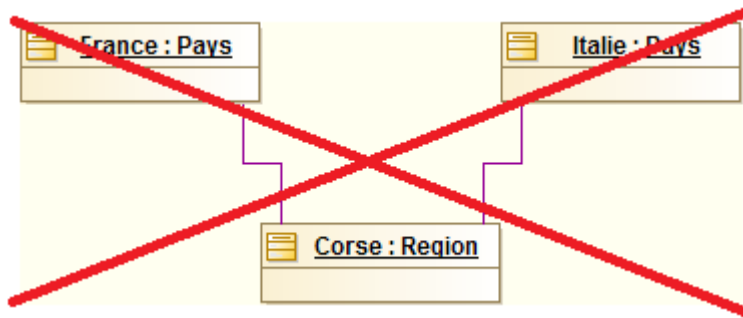 France : Pays
Italie : Pays
Corse : Region